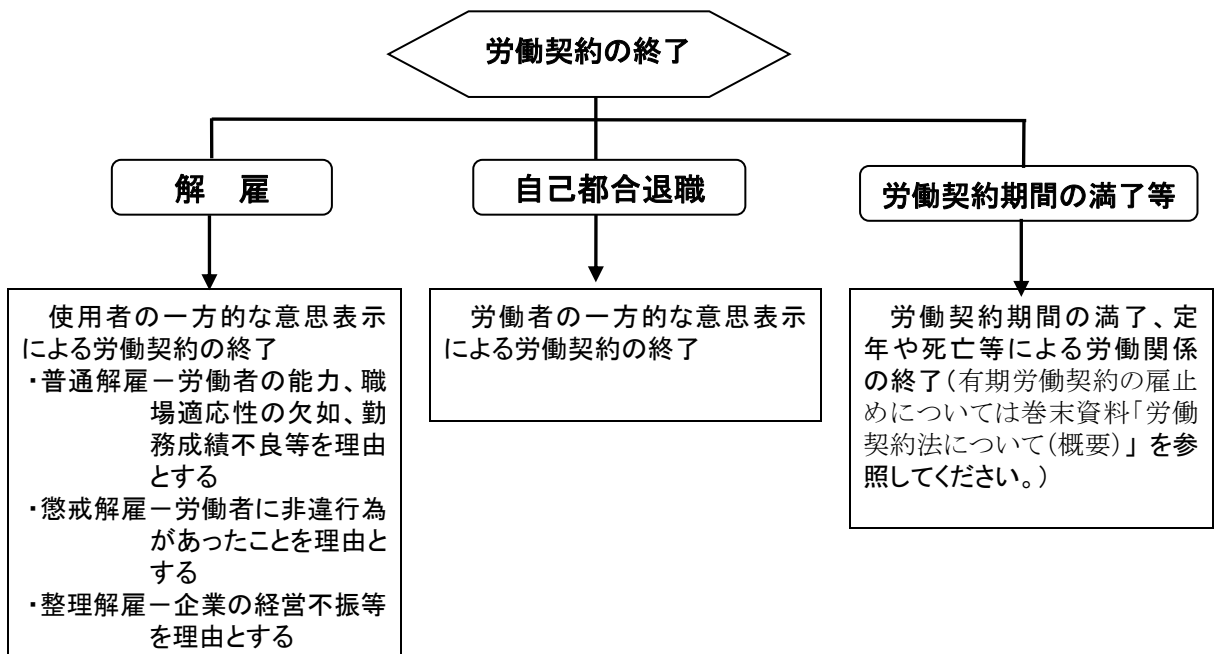 労働契約の終了
解 雇
自己都合退職
労働契約期間の満了等
使用者の一方的な意思表示
による労働契約の終了
・普通解雇－労働者の能力、職
場適応性の欠如、勤
務成績不良等を理由
とする
・懲戒解雇－労働者に非違行為
があったことを理由と
する
・整理解雇－企業の経営不振等
を理由とする
労働者の一方的な意思表示
による労働契約の終了
労働契約期間の満了、定
年や死亡等による労働関係
の終了(有期労働契約の雇止
めについては巻末資料「労働
契約法について(概要)」を参
照してください。)